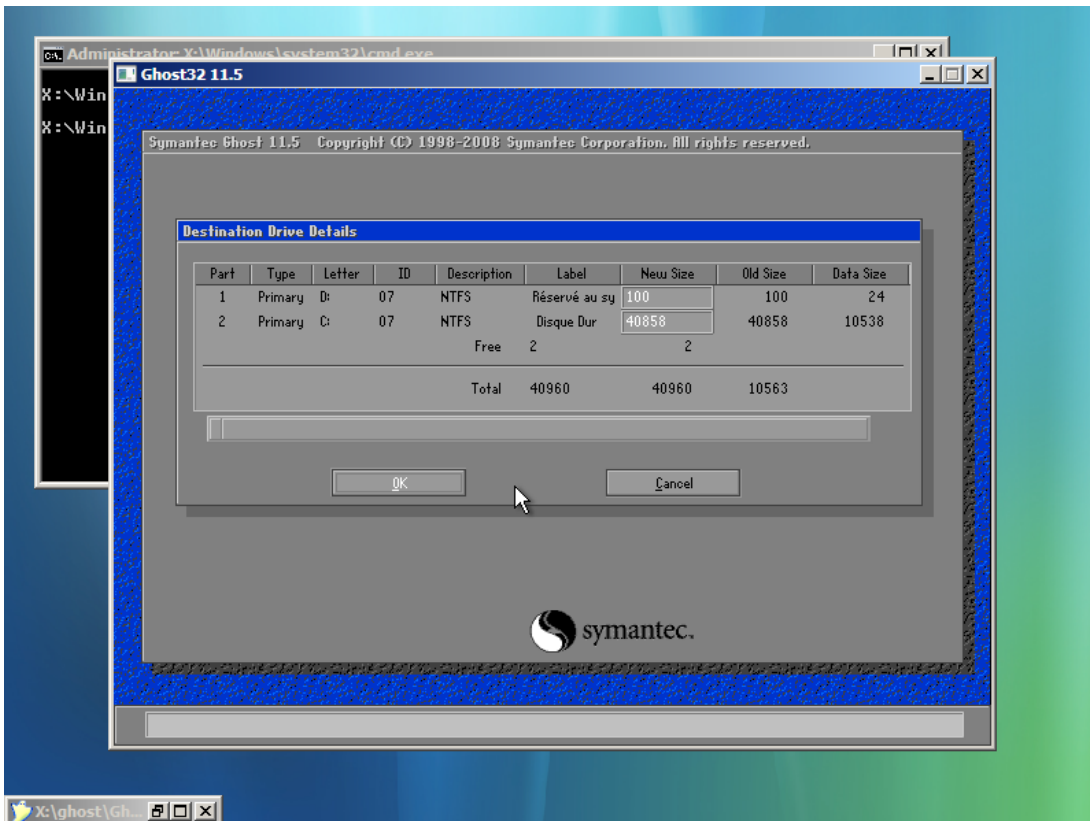 Administrator: X:\Windows\system32\cmd.exe
Ghost32 11.5
X:\Win
X:\Win
Symantec Ghost 11.5 Copyright (C) 1998-2008 Symantec Corporation. All rights reserved.
Destination Drive Details
Part Type Letter ID Description Label New Size Old Size Data Size
1 Primary D: 07 NTFS Réservé au sy 100 100 24
2 Primary C: 07 NTFS Disque Dur 40858 40858 10538
Free 2 2
Total 40960 40960 10563
OK Cancel
symantec.
X:\ghost\Gh...